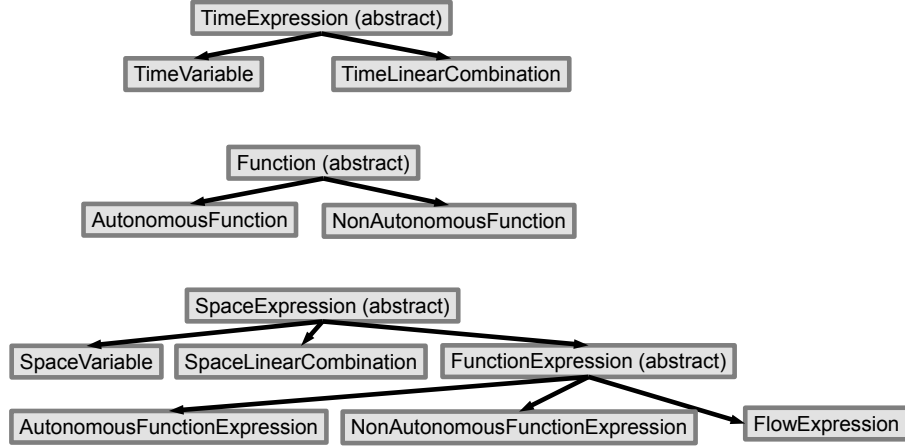 TimeExpression (abstract)
TimeVariable
TimeLinearCombination
Function (abstract)
AutonomousFunction
NonAutonomousFunction
SpaceExpression (abstract)
SpaceVariable
SpaceLinearCombination
FunctionExpression (abstract)
AutonomousFunctionExpression
NonAutonomousFunctionExpression
FlowExpression